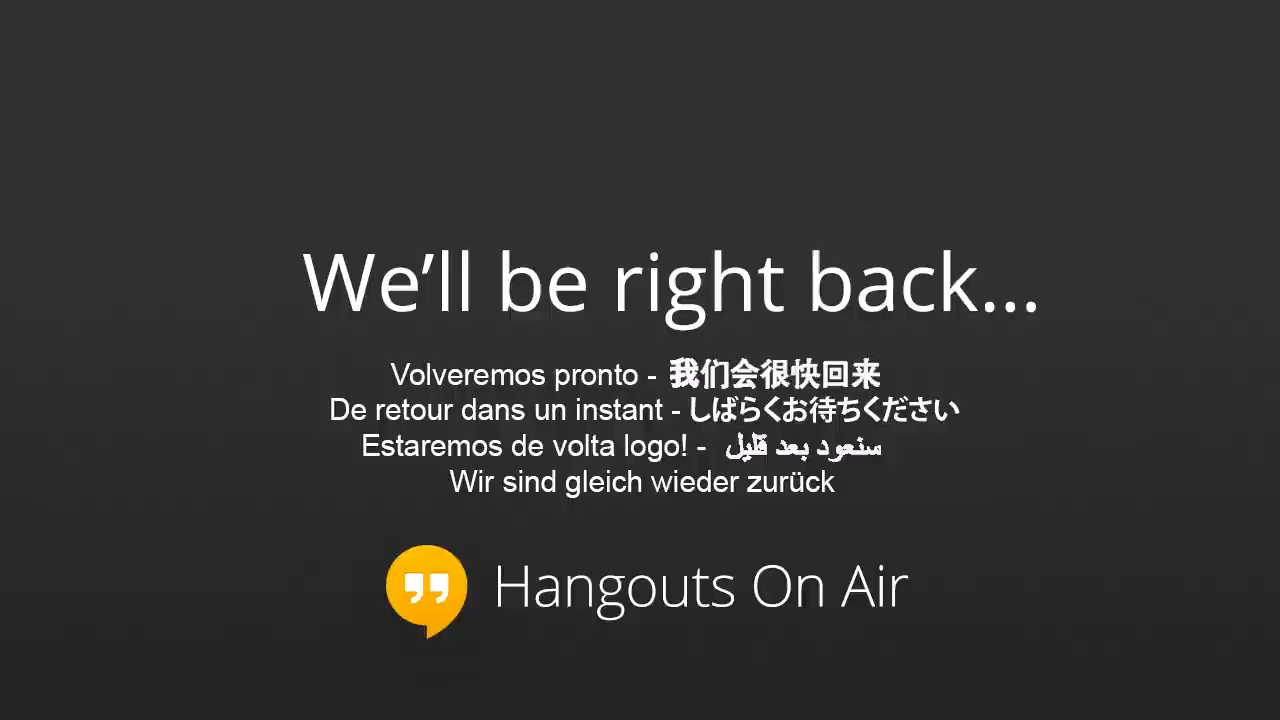 We’ll be right back...
Volveremos pronto - 我们会很快回来
De retour dans un instant - しばらくお待ちください
Estaremos de volta logo! - سنعود بعد قليل
Wir sind gleich wieder zurück
Hangouts On Air